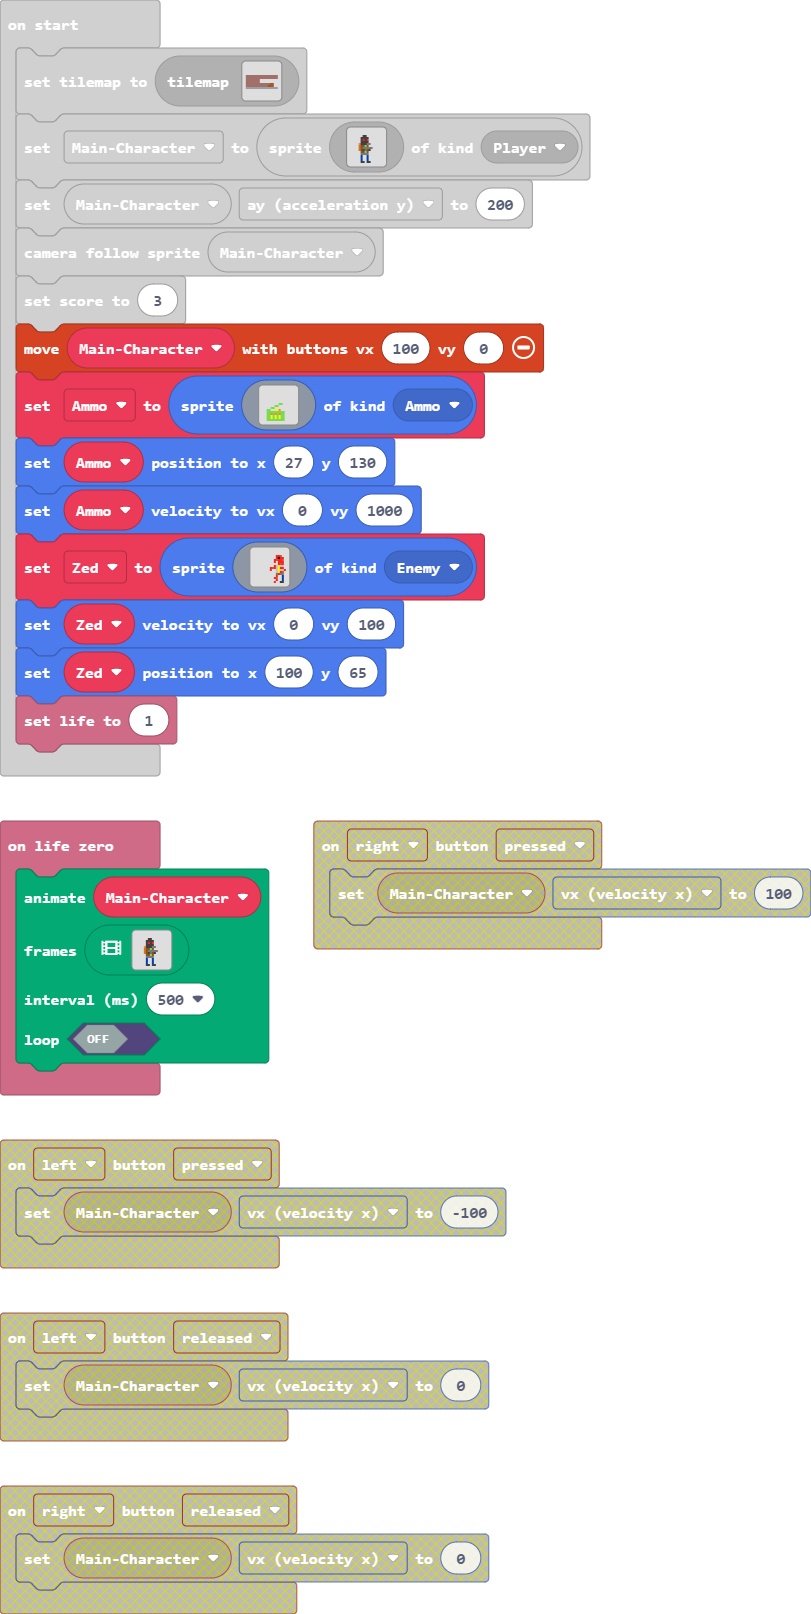 on start
set tilemap to tilemap
set Main-Character to sprite of kind Player
set Main-Character ay (acceleration y) to 200
camera follow sprite Main-Character
set score to 3
move Main-Character with buttons vx 100 vy 0
set Ammo to sprite of kind Ammo
set Ammo position to x 27 y 130
set Ammo velocity to vx 0 vy 1000
set Zed to sprite of kind Enemy
set Zed velocity to vx 0 vy 100
set Zed position to x 100 y 65
set life to 1
on life zero
animate Main-Character
frames
interval (ms) 500
loop OFF
on right button pressed
set Main-Character vx (velocity x) to 100
on left button pressed
set Main-Character vx (velocity x) to -100
on left button released
set Main-Character vx (velocity x) to 0
on right button released
set Main-Character vx (velocity x) to 0